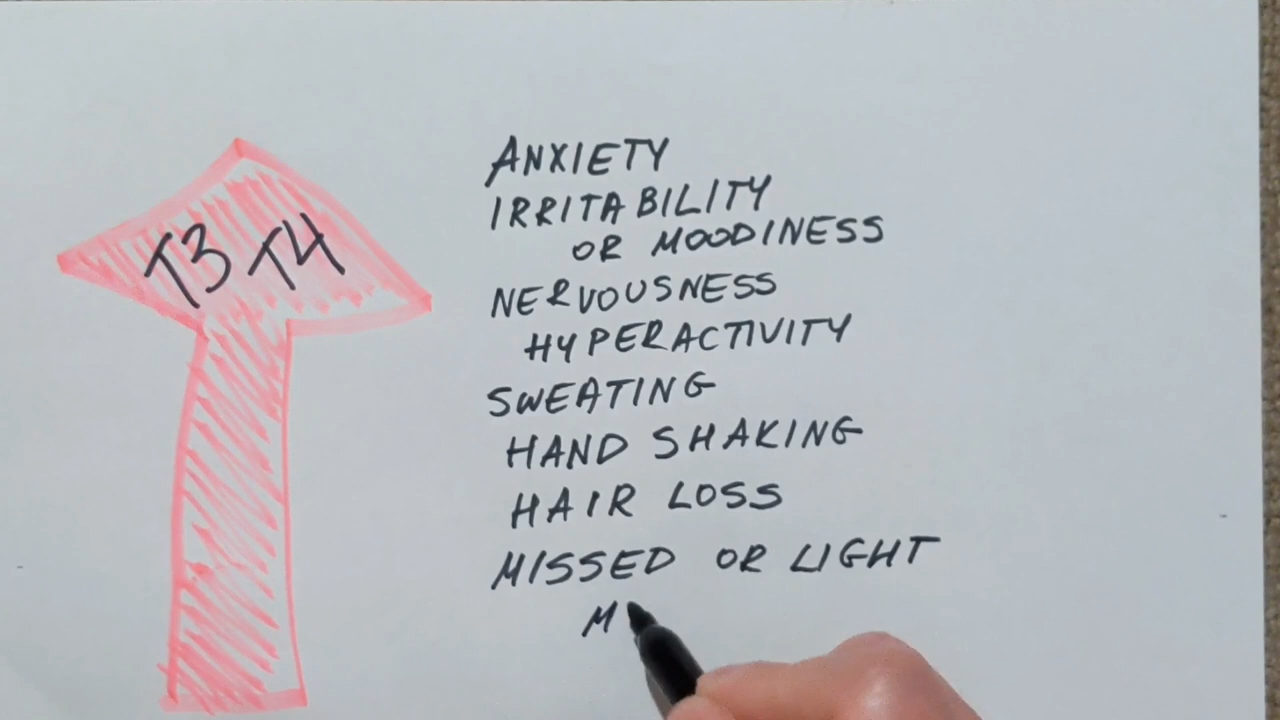 T3 T4
ANXIETY
IRRITABILITY
OR MOODINESS
NERVOUSNESS
HYPERACTIVITY
SWEATING
HAND SHAKING
HAIR LOSS
MISSED OR LIGHT
M